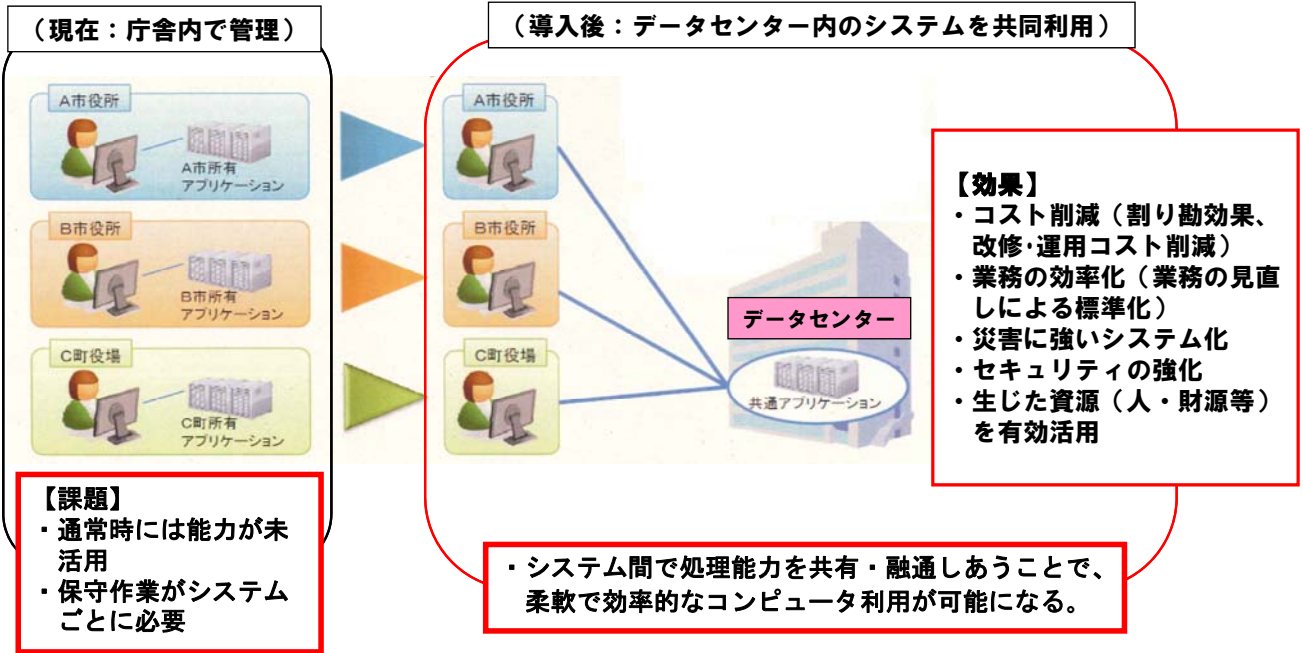 （現在：庁舎内で管理）
A市役所
A市所有
アプリケーション
B市役所
B市所有
アプリケーション
C町役場
C町所有
アプリケーション
【課題】
・通常時には能力が未
活用
・保守作業がシステム
ごとに必要
（導入後：データセンター内のシステムを共同利用）
A市役所
B市役所
C町役場
データセンター
共通アプリケーション
【効果】
・コスト削減（割り勘効果、
改修･運用コスト削減）
・業務の効率化（業務の見直
しによる標準化）
・災害に強いシステム化
・セキュリティの強化
・生じた資源（人・財源等）
を有効活用
・システム間で処理能力を共有・融通しあうことで、
柔軟で効率的なコンピュータ利用が可能になる。